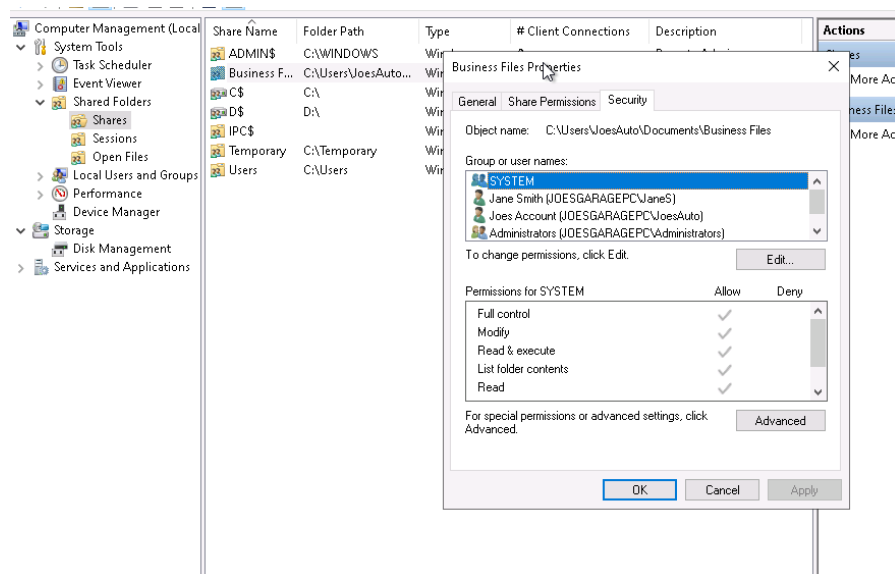 Computer Management (Local
System Tools
Task Scheduler
Event Viewer
Shared Folders
Shares
Sessions
Open Files
Local Users and Groups
Performance
Device Manager
Storage
Disk Management
Services and Applications
Share Name Folder Path Type # Client Connections Description
ADMIN$ C:\WINDOWS
Business F... C:\Users\JoesAuto...
C$ C:\
D$ D:\
IPC$
Temporary C:\Temporary
Users C:\Users
Business Files Properties
General Share Permissions Security
Object name: C:\Users\JoesAuto\Documents\Business Files
Group or user names:
SYSTEM
Jane Smith (JOESGARAGEPC\JaneS)
Joes Account (JOESGARAGEPC\JoesAuto)
Administrators (JOESGARAGEPC\Administrators)
To change permissions, click Edit.
Edit...
Permissions for SYSTEM Allow Deny
Full control
Modify
Read & execute
List folder contents
Read
For special permissions or advanced settings, click
Advanced.
Advanced
OK Cancel Apply
Actions
More Ac
ness Files
More Ac